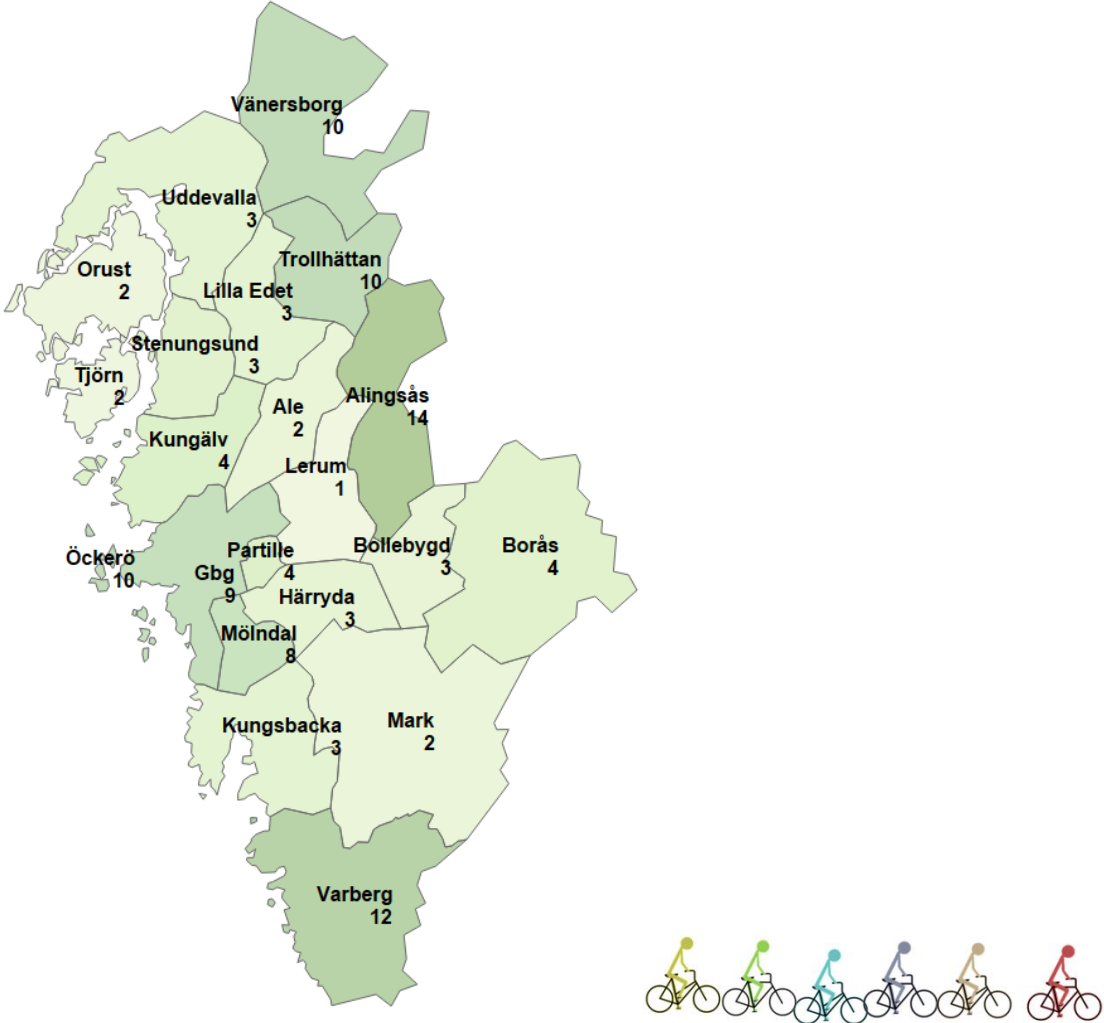 Vänersborg
10
Uddevalla
3
Trollhättan
10
Orust
2
Lilla Edet
3
Stenungsund
3
Tjörn
2
Alingsås
14
Ale
2
Kungälv
4
Lerum
1
Bollebygd
3
Borås
4
Partille
4
Öckerö
10
Gbg
9
Härryda
3
Mölndal
8
Kungsbacka
3
Mark
2
Varberg
12